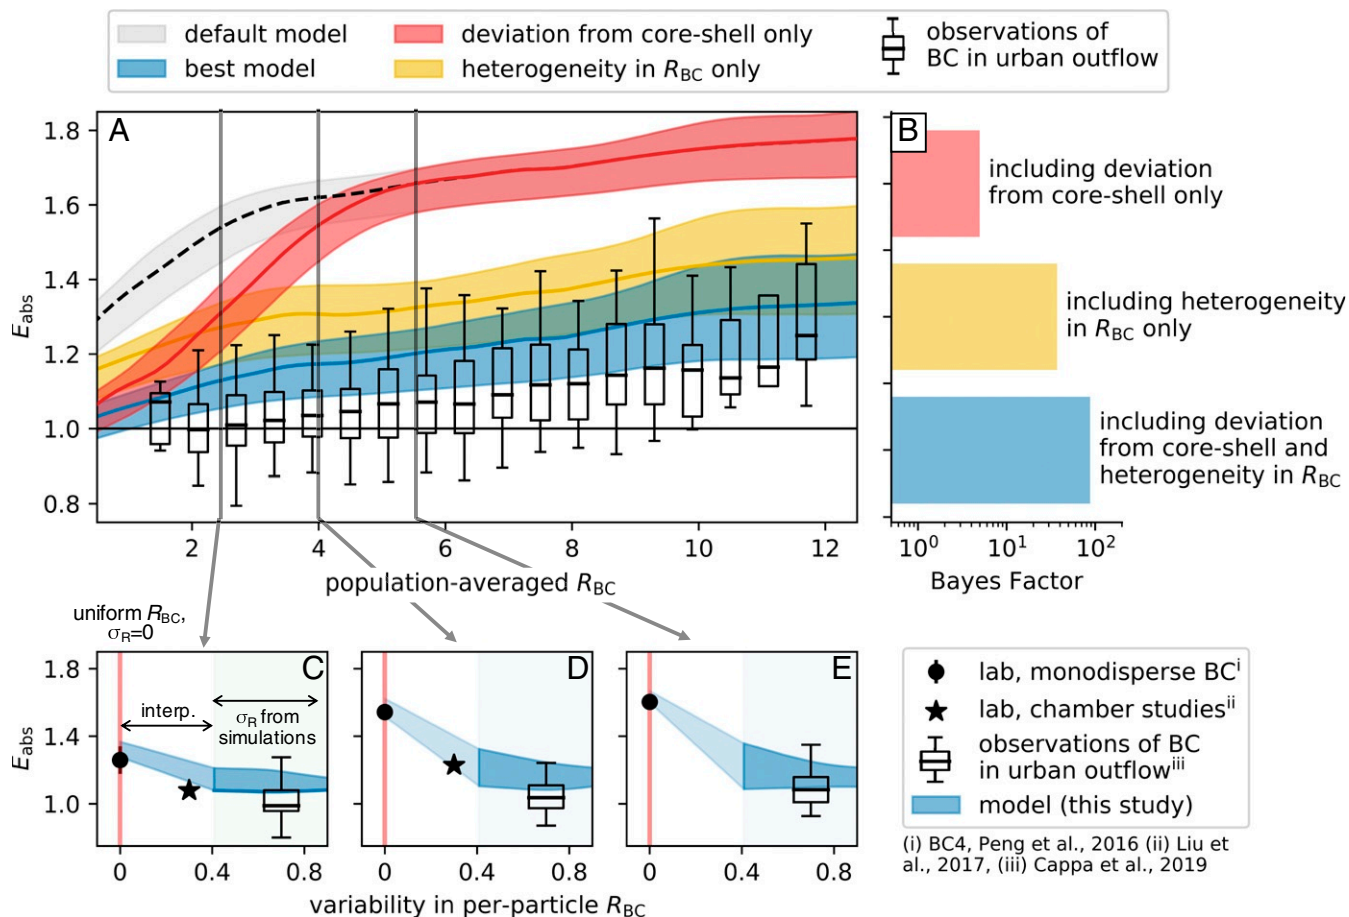 default model
best model
deviation from core-shell only
heterogeneity in RBC only
observations of
BC in urban outflow
A
1.8
1.6
1.4
1.2
1.0
0.8
Eabs
2 4 6 8 10 12
population-averaged RBC
B
including deviation
from core-shell only
including heterogeneity
in RBC only
including deviation
from core-shell and
heterogeneity in RBC
10⁰ 10¹ 10²
Bayes Factor
uniform RBC,
σR=0
C
1.8
1.4
1.0
Eabs
interp.
σR from
simulations
0 0.4 0.8
D
0 0.4 0.8
E
0 0.4 0.8
variability in per-particle RBC
lab, monodisperse BCⁱ
lab, chamber studiesⁱⁱ
observations of BC
in urban outflowⁱⁱⁱ
model (this study)
(i) BC4, Peng et al., 2016 (ii) Liu et
al., 2017, (iii) Cappa et al., 2019